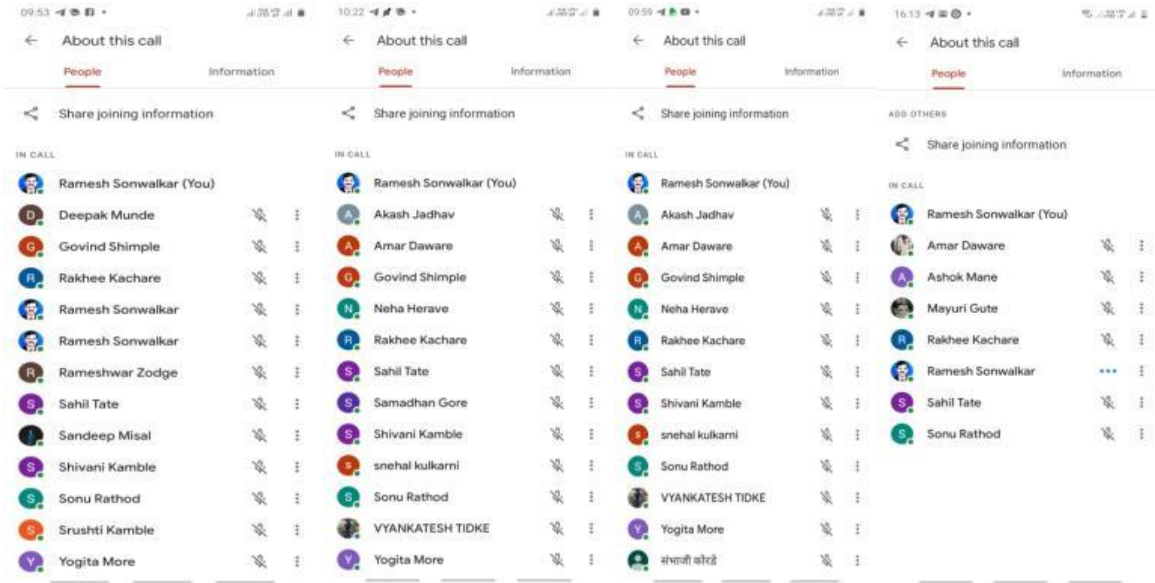 09:53
About this call
People Information
Share joining information
IN CALL
Ramesh Sonwalkar (You)
D Deepak Munde
G Govind Shimple
R Rakhee Kachare
Ramesh Sonwalkar
Ramesh Sonwalkar
R Rameshwar Zodge
S Sahil Tate
Sandeep Misal
S Shivani Kamble
S Sonu Rathod
S Srushti Kamble
Y Yogita More
10:22
About this call
People Information
Share joining information
IN CALL
Ramesh Sonwalkar (You)
A Akash Jadhav
A Amar Daware
G Govind Shimple
N Neha Herave
R Rakhee Kachare
S Sahil Tate
S Samadhan Gore
S Shivani Kamble
s snehal kulkarni
S Sonu Rathod
VYANKATESH TIDKE
Y Yogita More
09:59
About this call
People Information
Share joining information
IN CALL
Ramesh Sonwalkar (You)
A Akash Jadhav
A Amar Daware
G Govind Shimple
N Neha Herave
R Rakhee Kachare
S Sahil Tate
S Shivani Kamble
s snehal kulkarni
S Sonu Rathod
VYANKATESH TIDKE
Y Yogita More
संभाजी कोरडे
16:13
About this call
People Information
ADD OTHERS
Share joining information
IN CALL
Ramesh Sonwalkar (You)
Amar Daware
A Ashok Mane
Mayuri Gute
R Rakhee Kachare
Ramesh Sonwalkar
S Sahil Tate
S Sonu Rathod